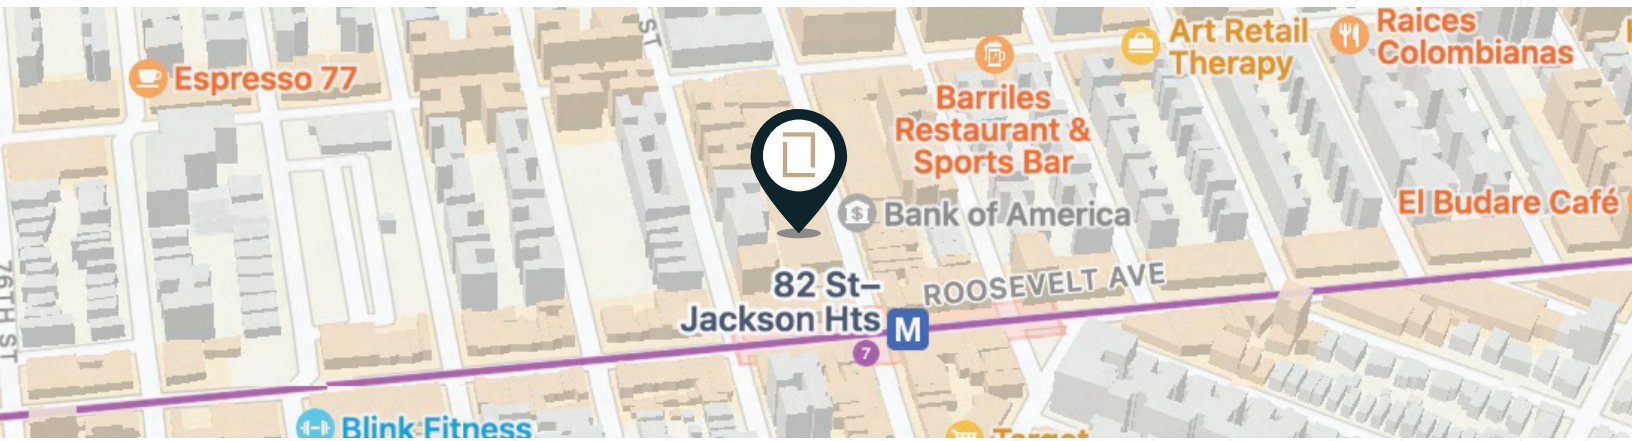 ST
Art Retail
Therapy
Raices
Colombianas
Espresso 77
Barriles
Restaurant &
Sports Bar
El Budare Café
$
Bank of America
76TH ST
82 St–
Jackson Hts
M
7
ROOSEVELT AVE
Blink Fitness
Target